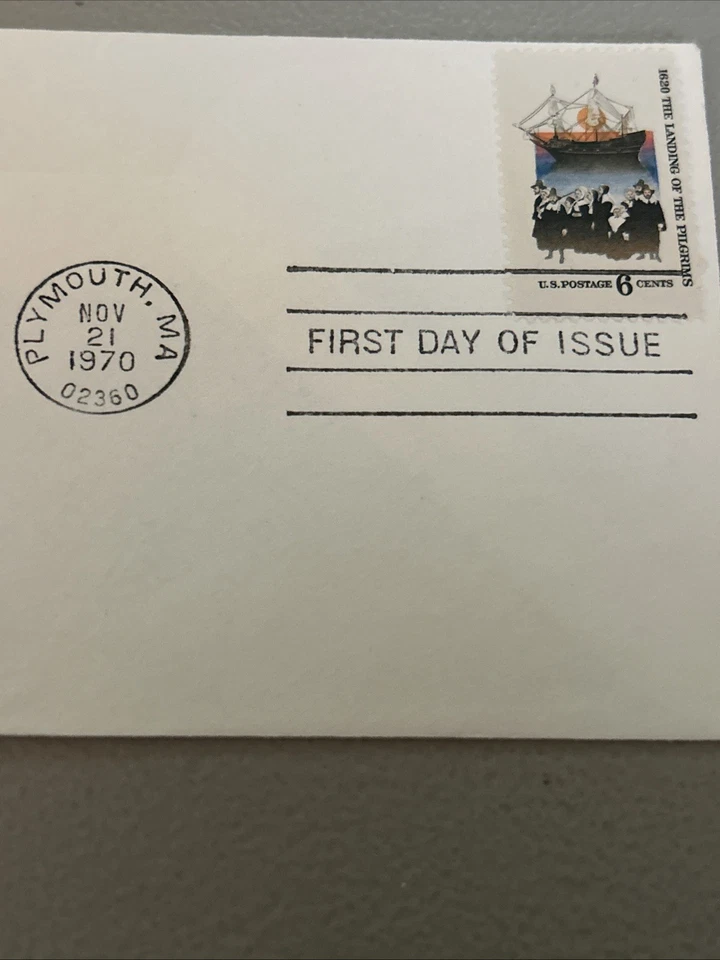 1620 THE LANDING OF THE PILGRIMS
U.S. POSTAGE 6 CENTS
PLYMOUTH, MA
NOV
21
1970
02360
FIRST DAY OF ISSUE